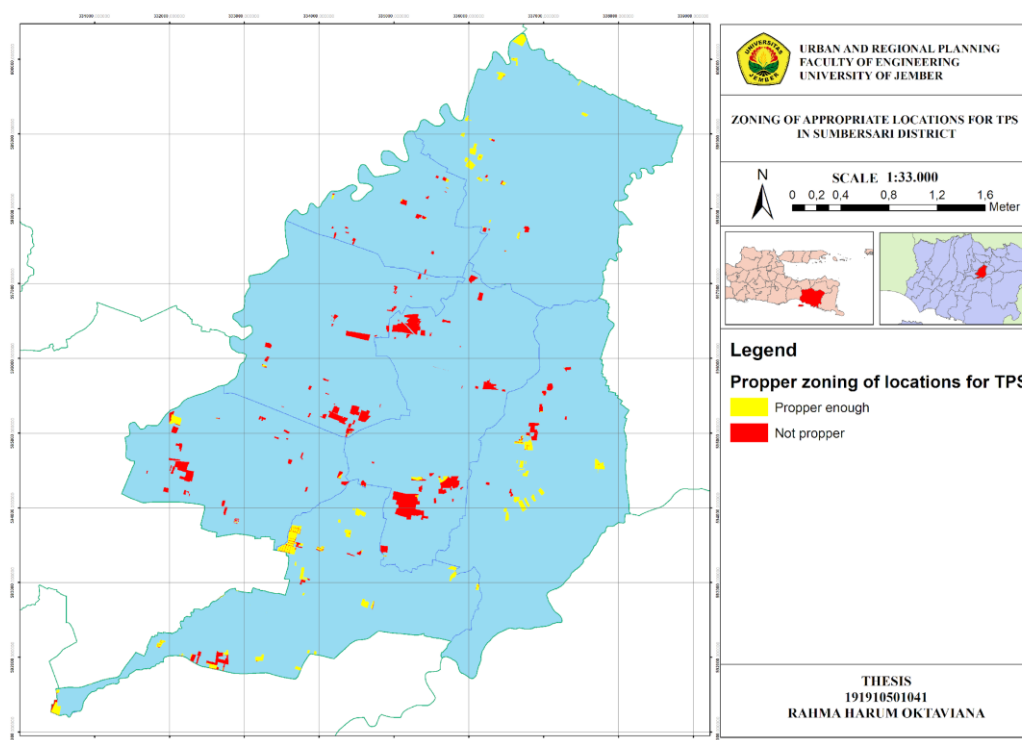 UNIVERSITAS
JEMBER
URBAN AND REGIONAL PLANNING
FACULTY OF ENGINEERING
UNIVERSITY OF JEMBER
ZONING OF APPROPRIATE LOCATIONS FOR TPS
IN SUMBERSARI DISTRICT
SCALE 1:33.000
N
0 0,2 0,4 0,8 1,2 1,6
Meter
Legend
Propper zoning of locations for TPS
Propper enough
Not propper
THESIS
191910501041
RAHMA HARUM OKTAVIANA